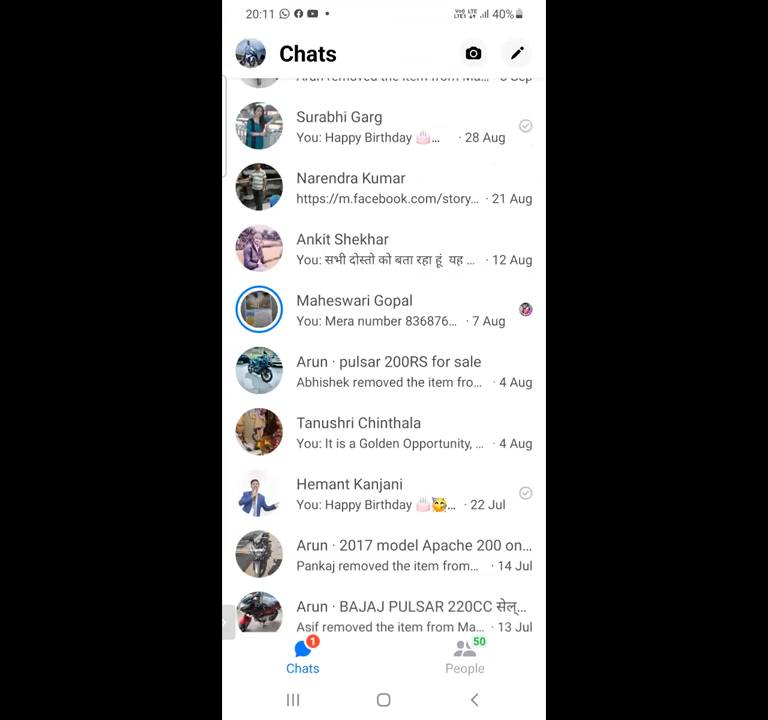 20:11
LTE1
40%
Chats
Arun removed the item from Ma... · 8 Sep
Surabhi Garg
You: Happy Birthday 🎂... · 28 Aug
Narendra Kumar
https://m.facebook.com/story... · 21 Aug
Ankit Shekhar
You: सभी दोस्तो को बता रहा हूं यह ... · 12 Aug
Maheswari Gopal
You: Mera number 836876... · 7 Aug
Arun · pulsar 200RS for sale
Abhishek removed the item fro... · 4 Aug
Tanushri Chinthala
You: It is a Golden Opportunity, ... · 4 Aug
Hemant Kanjani
You: Happy Birthday 🎂🥳... · 22 Jul
Arun · 2017 model Apache 200 on...
Pankaj removed the item from... · 14 Jul
Arun · BAJAJ PULSAR 220CC सेल्...
Asif removed the item from Ma... · 13 Jul
1
50
Chats
People